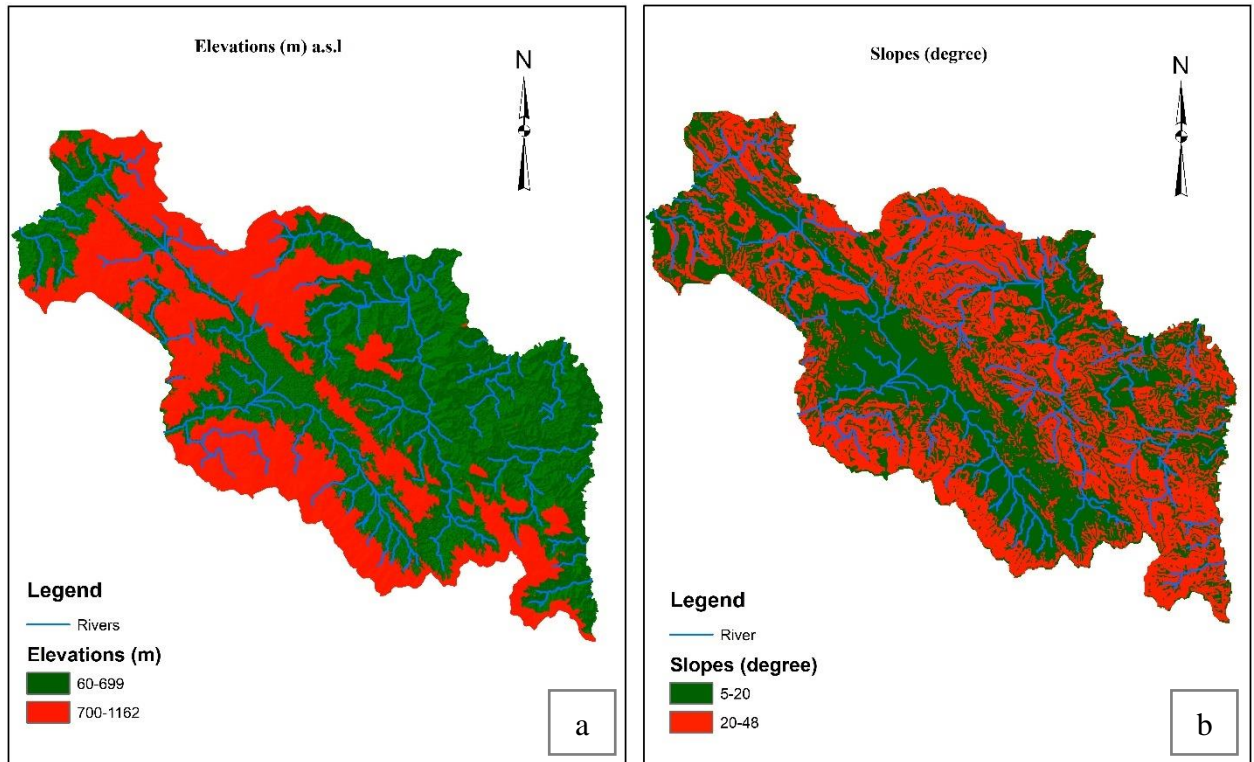 Elevations (m) a.s.l
N
Legend
Rivers
Elevations (m)
60-699
700-1162
a
Slopes (degree)
N
Legend
River
Slopes (degree)
5-20
20-48
b